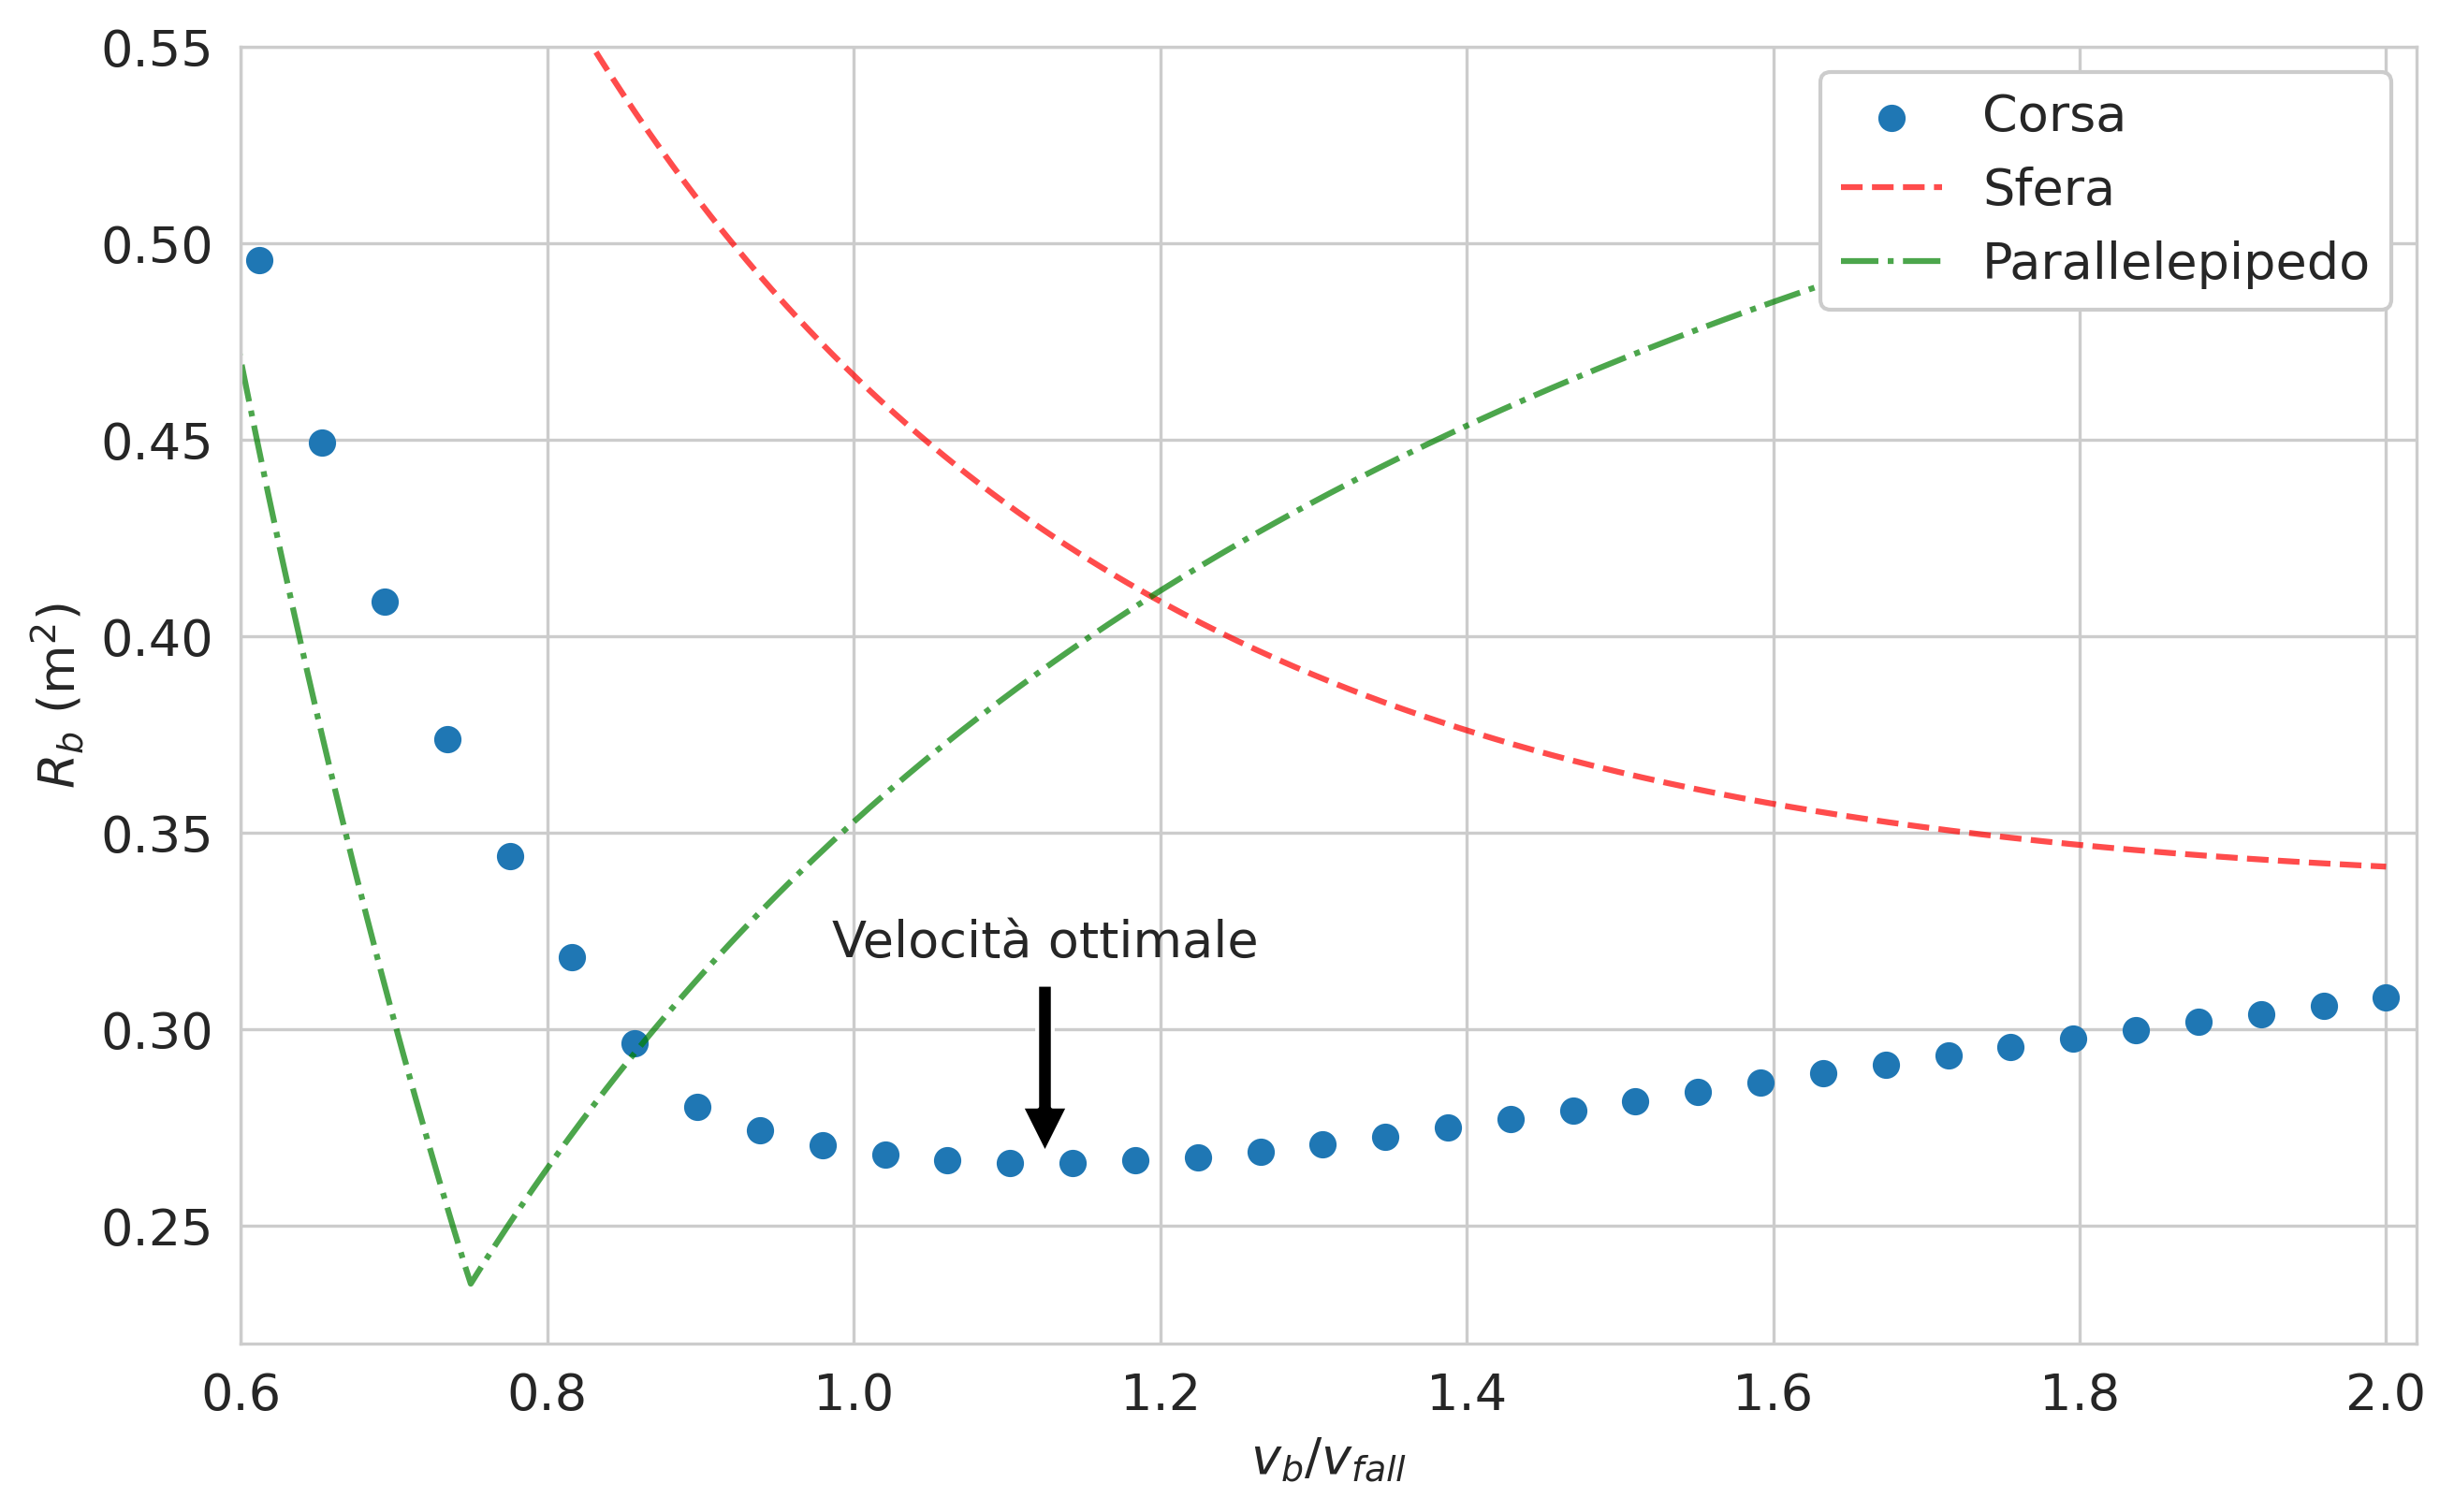 0.55
0.50
0.45
0.40
0.35
0.30
0.25
R_b (m²)
Corsa
Sfera
Parallelepipedo
Velocità ottimale
0.6 0.8 1.0 1.2 1.4 1.6 1.8 2.0
v_b/v_fall